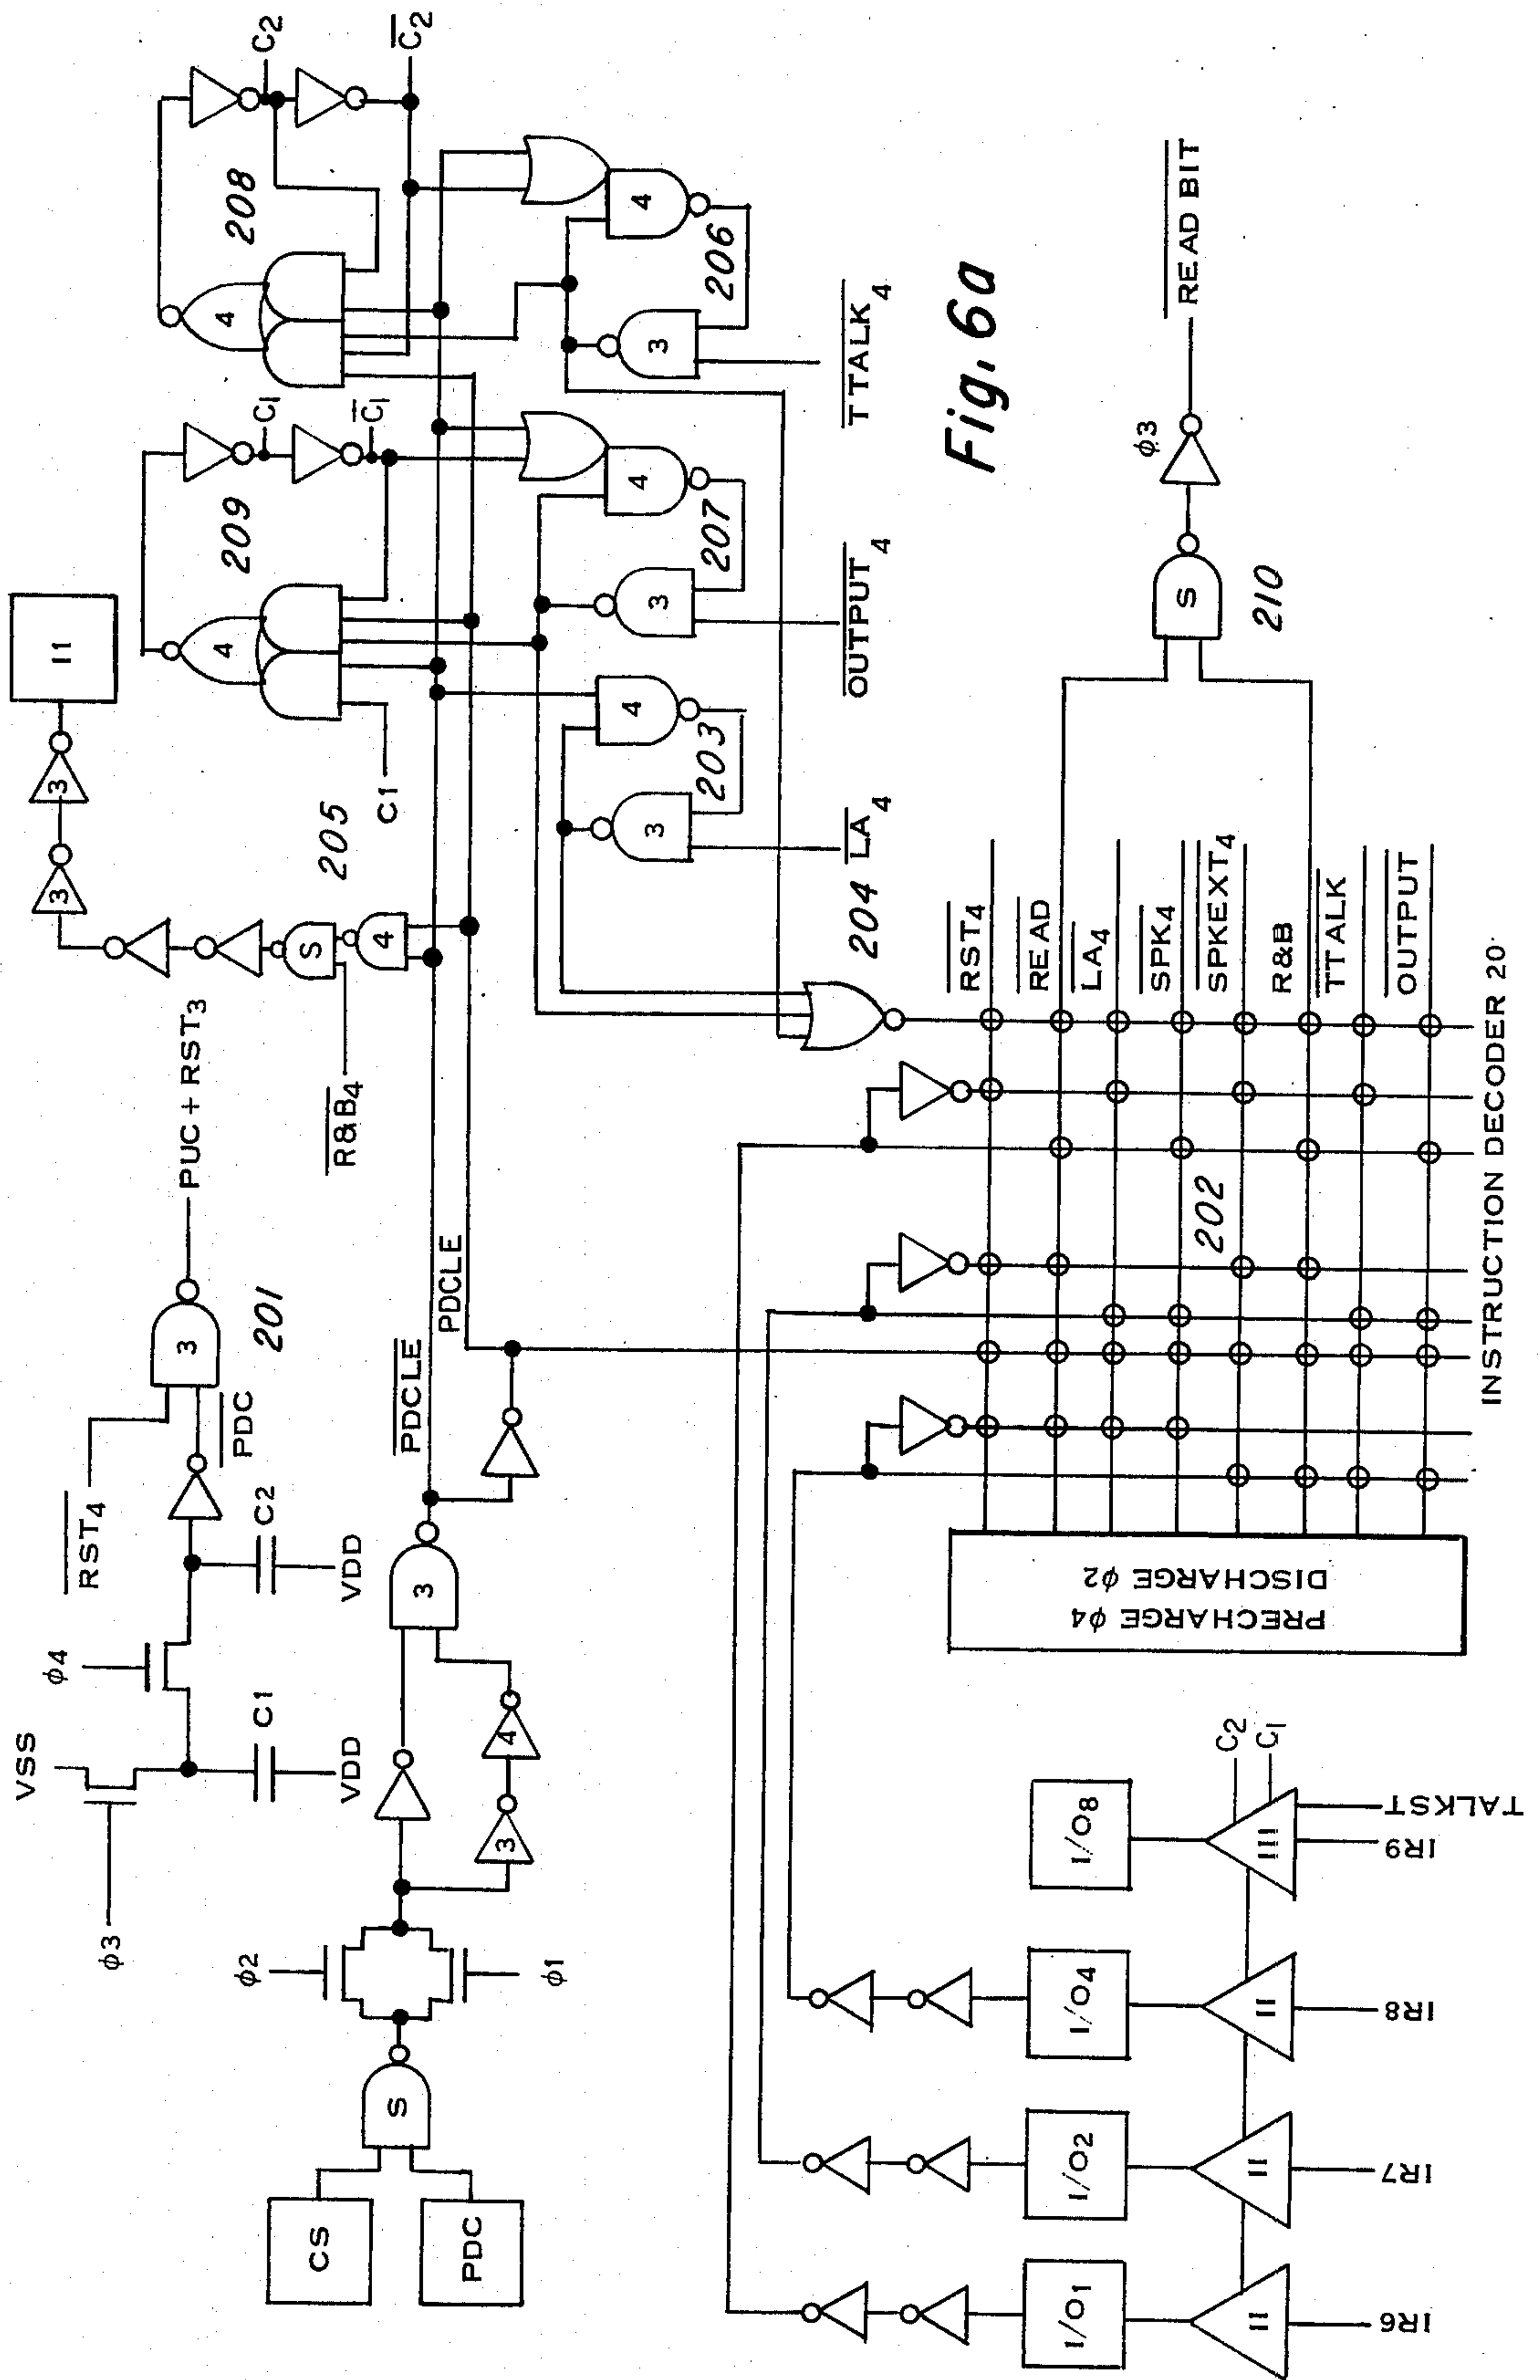 Fig. 6a
VSS
φ3
φ4
C1
VDD
C2
VDD
RST4
PDC
3
201
PUC + RST3
CS
PDC
S
φ2
φ1
3
4
3
PDCLE
PDCLE
R&B4
S
4
205
3
3
I1
C1
4
209
C1
C1
4
208
C2
C2
4
3
203
LA4
4
3
207
OUTPUT4
4
3
206
TTALK4
204
RST4
READ
LA4
SPK4
SPKEXT4
R&B
TTALK
OUTPUT
202
PRECHARGE φ4
DISCHARGE φ2
INSTRUCTION DECODER 20
S
210
φ3
READ BIT
I/O1
I/O2
I/O4
I/O8
II
II
II
III
C2
C1
IR6
IR7
IR8
IR9
TALKST